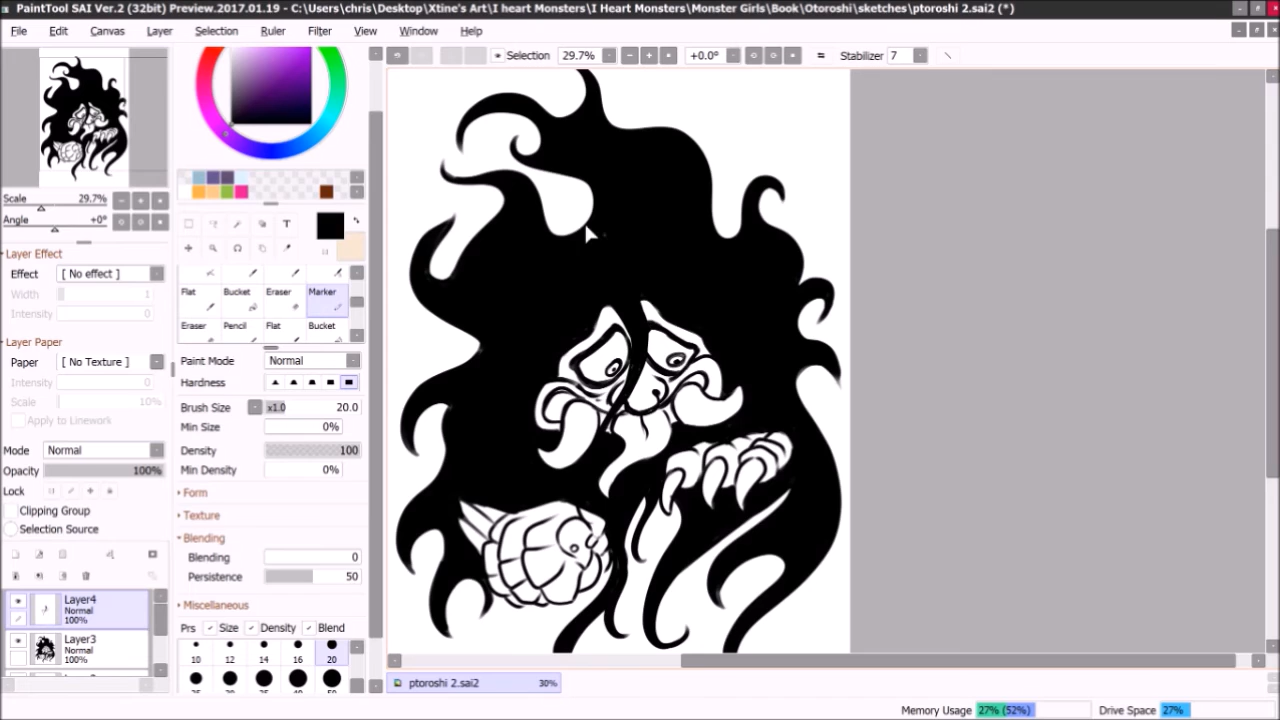 PaintTool SAI Ver.2 (32bit) Preview.2017.01.19 - C:\Users\chris\Desktop\Xtine's Art\I heart Monsters\I Heart Monsters\Monster Girls\Book\Otoroshi\sketches\ptoroshi 2.sai2 (*)
File Edit Canvas Layer Selection Ruler Filter View Window Help
Selection 29.7% +0.0° Stabilizer 7
Scale 29.7%
Angle +0°
Layer Effect
Effect [ No effect ]
Width 1
Intensity 0
Layer Paper
Paper [ No Texture ]
Intensity 0
Scale 10%
Apply to Linework
Mode Normal
Opacity 100%
Lock
Clipping Group
Selection Source
Layer4
Normal
100%
Layer3
Normal
100%
T
Flat Bucket Eraser Marker
Eraser Pencil Flat Bucket
Paint Mode Normal
Hardness
Brush Size x1.0 20.0
Min Size 0%
Density 100
Min Density 0%
Form
Texture
Blending
Blending 0
Persistence 50
Miscellaneous
Prs Size Density Blend
10 12 14 16 20
ptoroshi 2.sai2 30%
Memory Usage 27% (52%) Drive Space 27%